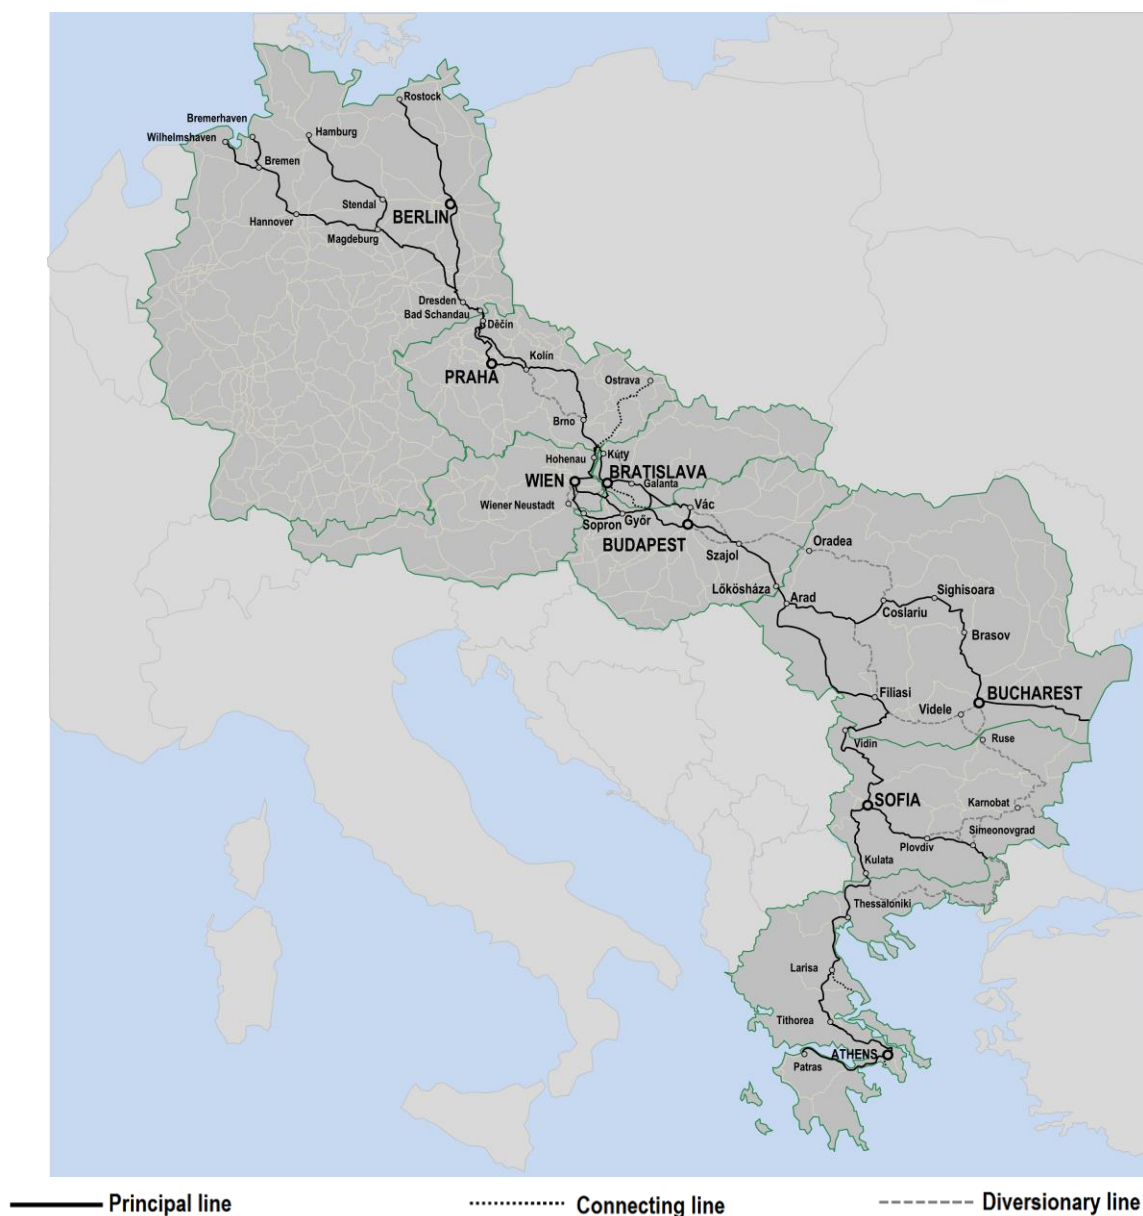 Rostock
Bremerhaven
Hamburg
Wilhelmshaven
Bremen
Stendal
BERLIN
Hannover
Magdeburg
Dresden
Bad Schandau
Děčín
Kolín
PRAHA
Ostrava
Brno
Kúty
Hohenau
BRATISLAVA
WIEN
Galanta
Wiener Neustadt
Vác
Sopron
Győr
BUDAPEST
Szajol
Oradea
Lőkösháza
Arad
Coslariu
Sighisoara
Brasov
Filiasi
BUCHAREST
Videle
Vidin
Ruse
SOFIA
Karnobat
Simeonovgrad
Plovdiv
Kulata
Thessaloniki
Larisa
Tithorea
ATHENS
Patras
Principal line
Connecting line
Diversionary line